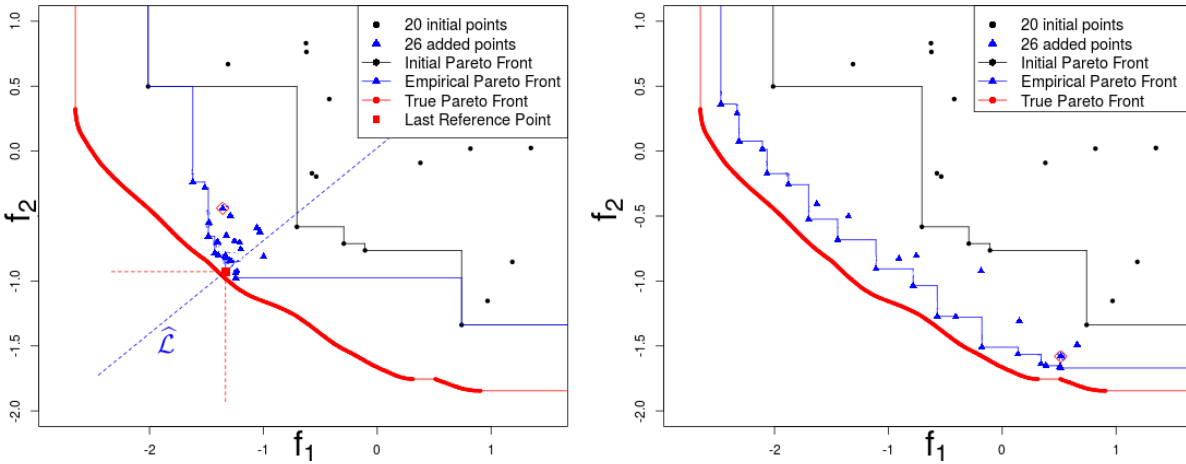 1.0
0.5
0.0
-0.5
-1.0
-1.5
-2.0
f2
-2
-1
0
1
f1
20 initial points
26 added points
Initial Pareto Front
Empirical Pareto Front
True Pareto Front
Last Reference Point
L̂
1.0
0.5
0.0
-0.5
-1.0
-1.5
-2.0
f2
-2
-1
0
1
f1
20 initial points
26 added points
Initial Pareto Front
Empirical Pareto Front
True Pareto Front